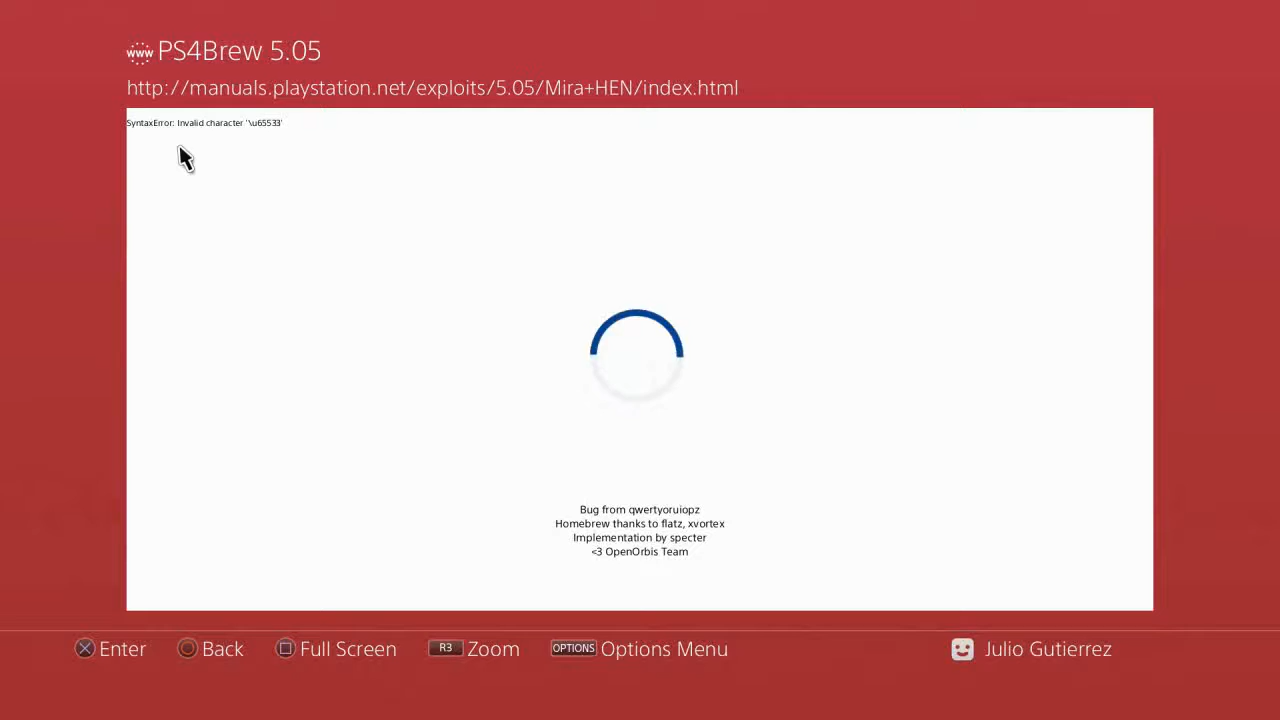 www PS4Brew 5.05
http://manuals.playstation.net/exploits/5.05/Mira+HEN/index.html
SyntaxError: Invalid character '\u65533'
Bug from qwertyoruiopz
Homebrew thanks to flatz, xvortex
Implementation by specter
<3 OpenOrbis Team
Enter Back Full Screen R3 Zoom OPTIONS Options Menu Julio Gutierrez